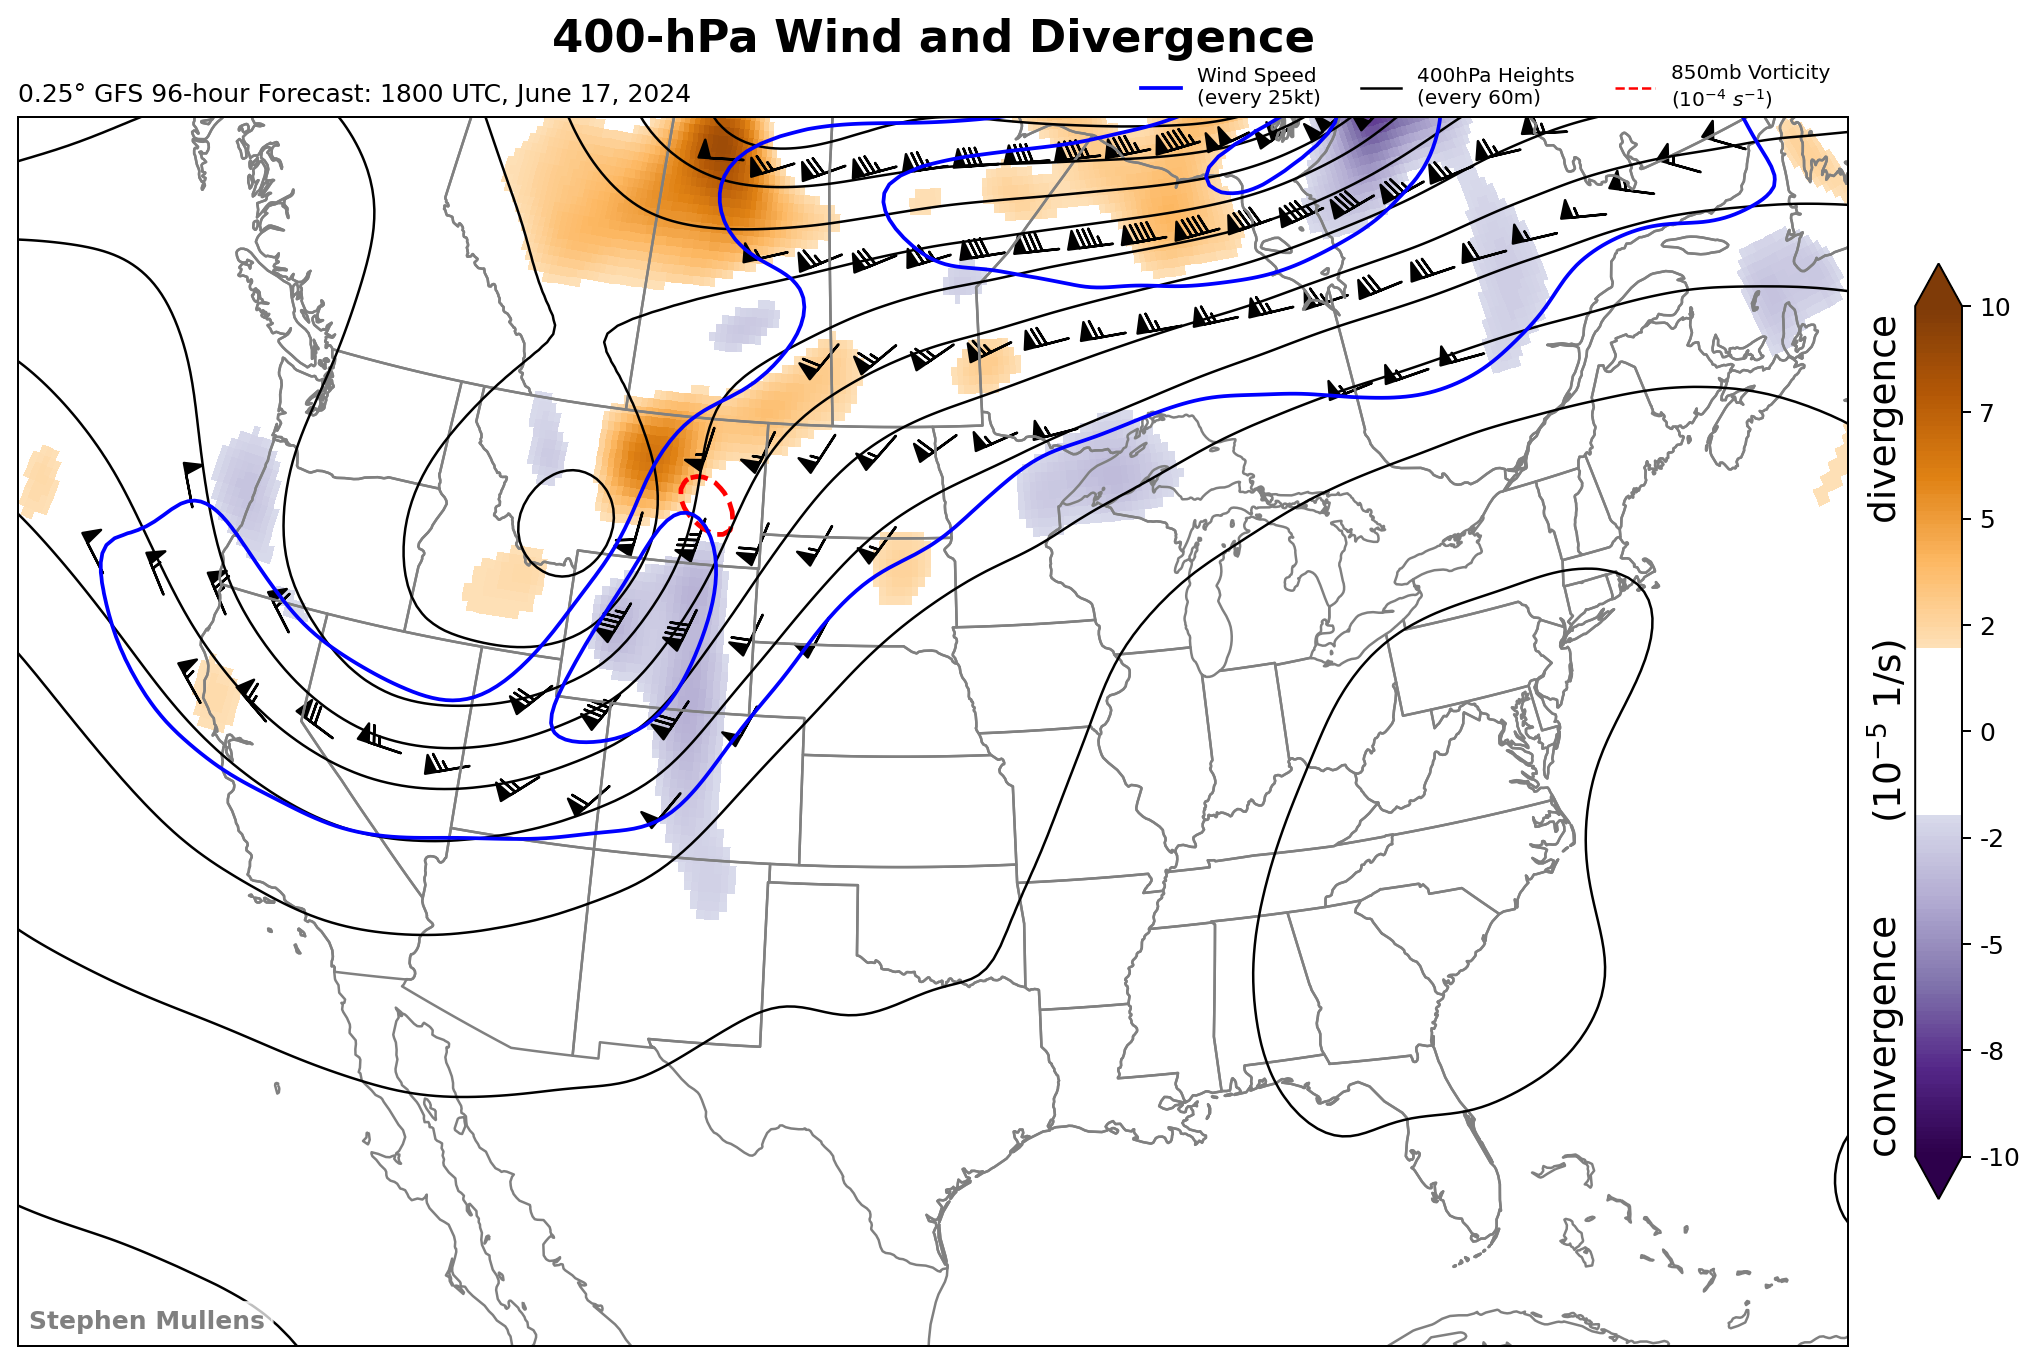 400-hPa Wind and Divergence
0.25° GFS 96-hour Forecast: 1800 UTC, June 17, 2024
Wind Speed
(every 25kt)
400hPa Heights
(every 60m)
850mb Vorticity
(10⁻⁴ s⁻¹)
10
7
5
2
0
-2
-5
-8
-10
convergence (10⁻⁵ 1/s) divergence
Stephen Mullens